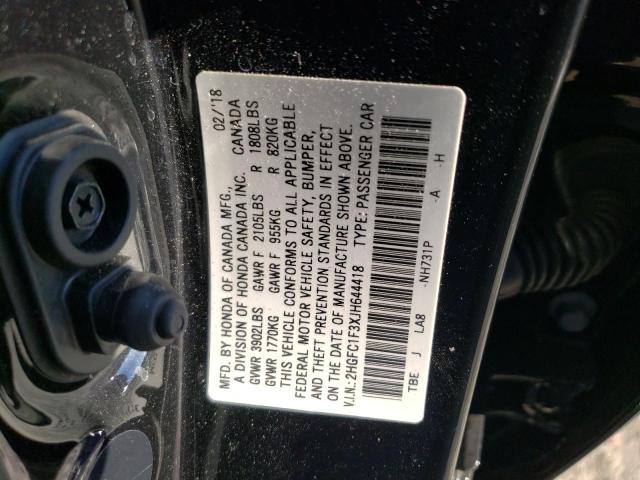 MFD. BY HONDA OF CANADA MFG., 02/'18
A DIVISION OF HONDA CANADA INC. CANADA
GVWR 3902LBS GAWR F 2105LBS R 1808LBS
GVWR 1770KG GAWR F 955KG R 820KG
THIS VEHICLE CONFORMS TO ALL APPLICABLE
FEDERAL MOTOR VEHICLE SAFETY, BUMPER,
AND THEFT PREVENTION STANDARDS IN EFFECT
ON THE DATE OF MANUFACTURE SHOWN ABOVE.
V.I.N.:2HGFC1F3XJH644418 TYPE: PASSENGER CAR
TBE J LA8 -NH731P -A -H